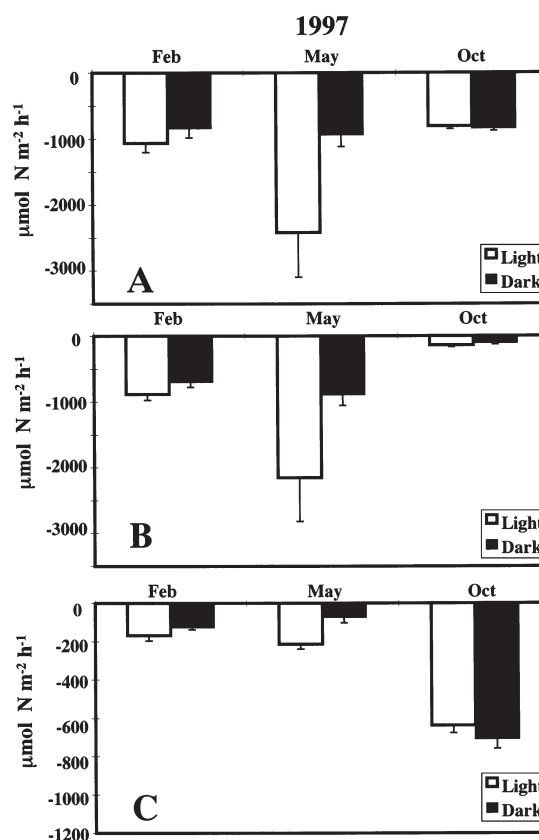 1997
Feb May Oct
0
-1000
-2000
-3000
µmol N m⁻² h⁻¹
A
Light
Dark
Feb May Oct
0
-1000
-2000
-3000
µmol N m⁻² h⁻¹
B
Light
Dark
Feb May Oct
0
-200
-400
-600
-800
-1000
-1200
µmol N m⁻² h⁻¹
C
Light
Dark